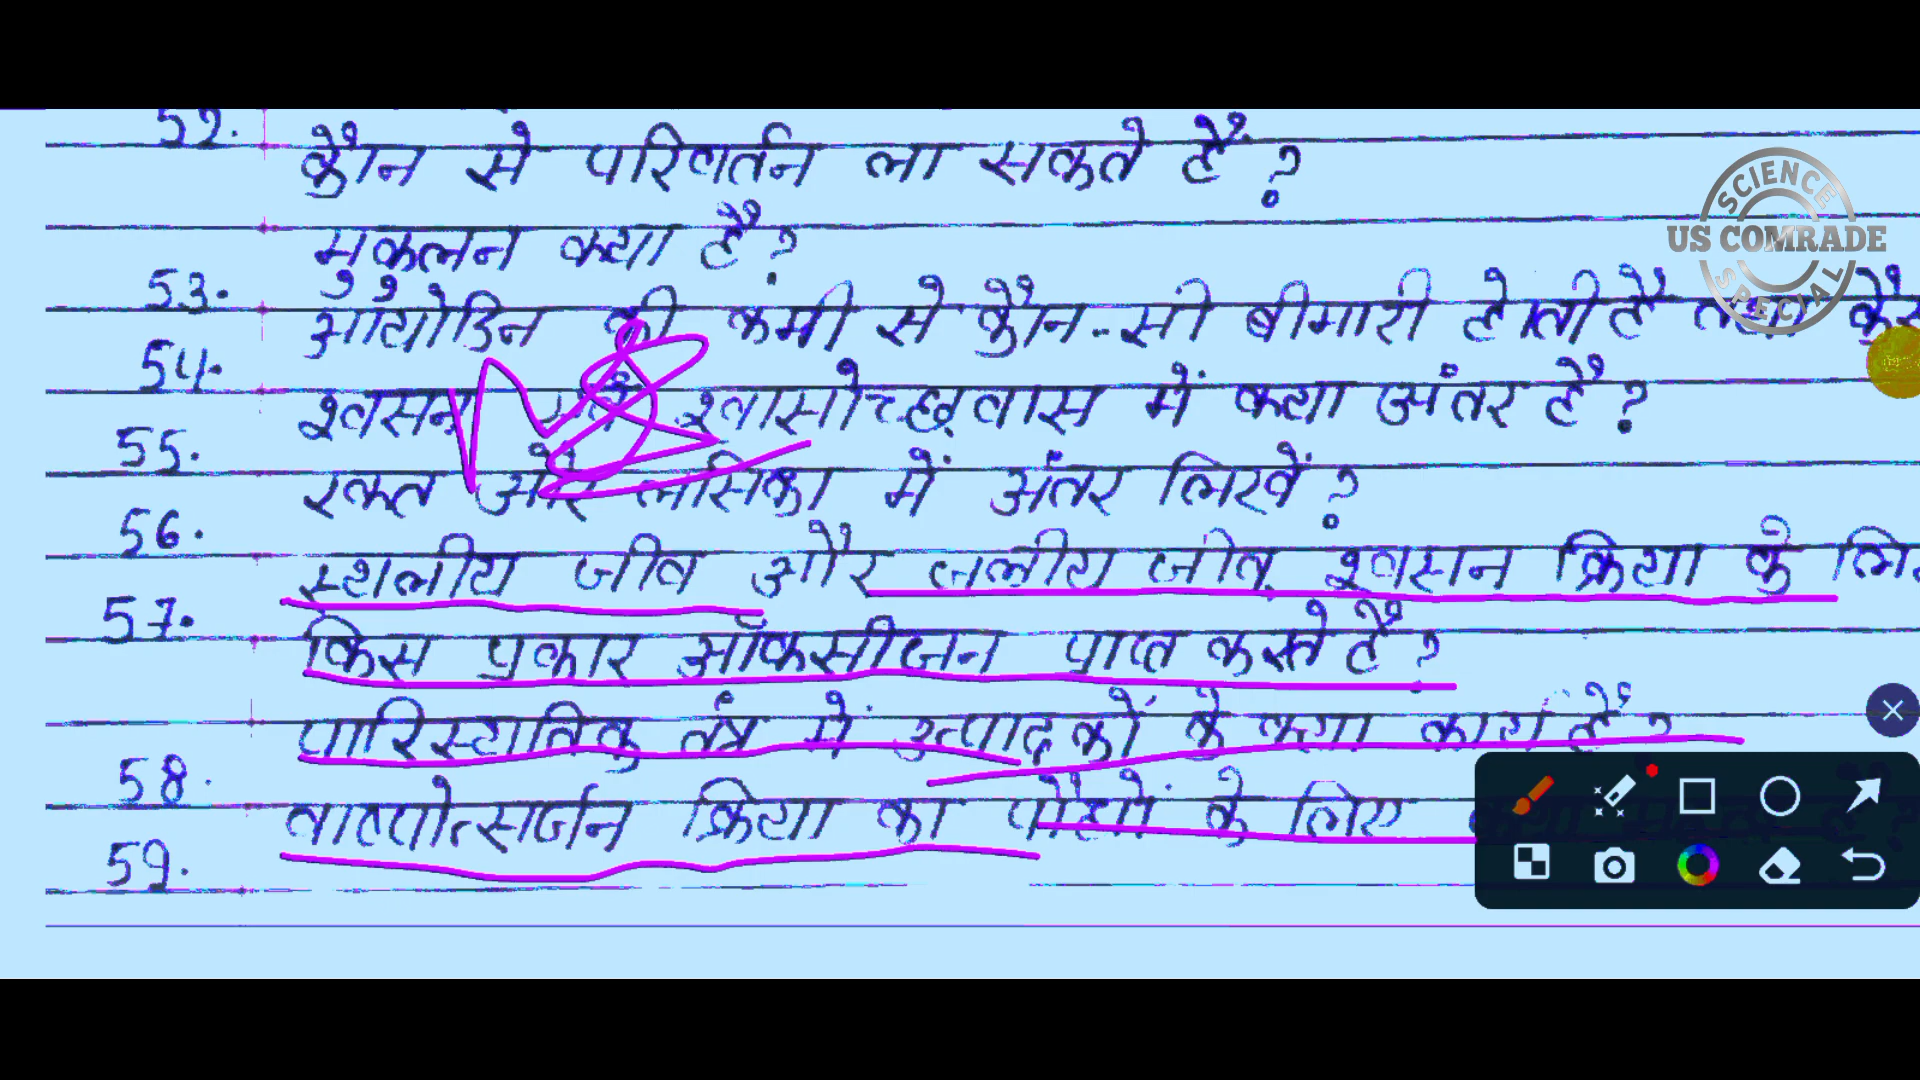 52.
कौन से परिवर्तन ला सकते हैं?
53. मुकुलन क्या है?
54. आयोडिन की कमी से कौन-सी बीमारी होती है तथा
55. श्वसन एवं श्वासोच्छ्वास में क्या अंतर है?
56. रक्त और लसिका में अंतर लिखें?
57. स्थलीय जीव और जलीय जीव श्वसन क्रिया के
किस प्रकार ऑक्सीजन प्राप्त करते हैं?
58. पारिस्थातिक तंत्र में उत्पादकों के क्या कार्य हैं?
59. वाष्पोत्सर्जन क्रिया का पौधों के लिए
SCIENCE
US COMRADE
SPECIAL